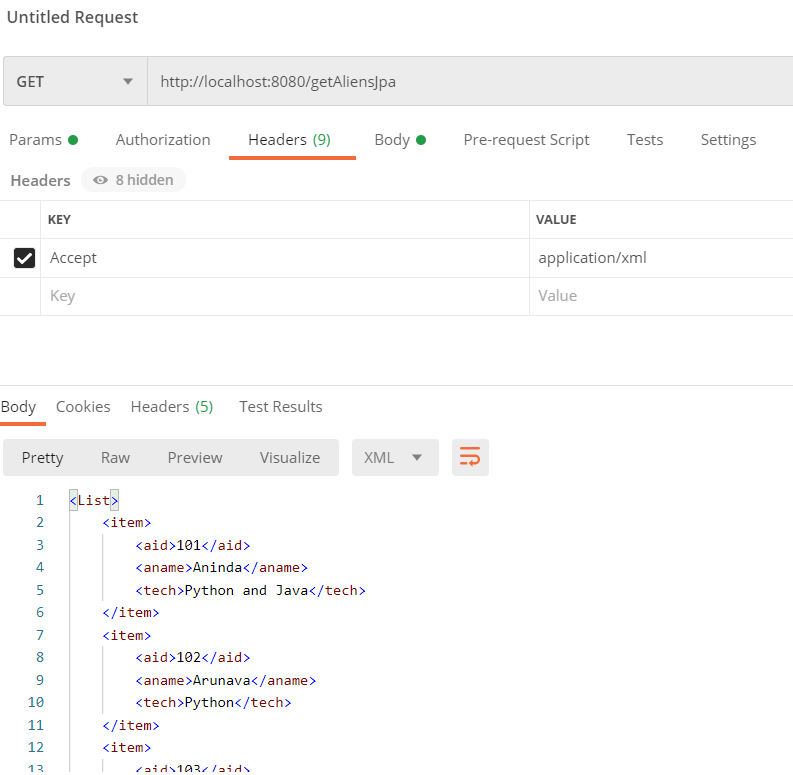 Untitled Request
GET http://localhost:8080/getAliensJpa
Params Authorization Headers (9) Body Pre-request Script Tests Settings
Headers 8 hidden
KEY VALUE
Accept application/xml
Key Value
Body Cookies Headers (5) Test Results
Pretty Raw Preview Visualize XML
1 <List>
2 <item>
3 <aid>101</aid>
4 <aname>Aninda</aname>
5 <tech>Python and Java</tech>
6 </item>
7 <item>
8 <aid>102</aid>
9 <aname>Arunava</aname>
10 <tech>Python</tech>
11 </item>
12 <item>
13 <aid>103</aid>